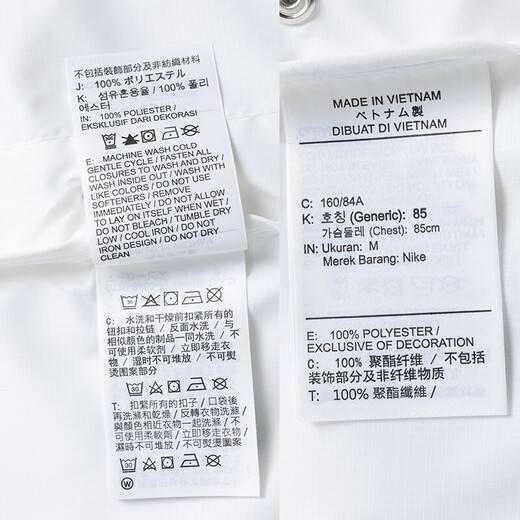 不包括裝飾部分及非紡織材料
J: 100% ポリエステル
K: 섬유혼용율 / 100% 폴리
에스터
IN: 100% POLIESTER /
EKSKLUSIF DARI DEKORASI
E: MACHINE WASH COLD
GENTLE CYCLE / FASTEN ALL
CLOSURES TO WASH AND DRY /
WASH INSIDE OUT / WASH WITH
LIKE COLORS / DO NOT USE
SOFTENERS / REMOVE
IMMEDIATELY / DO NOT ALLOW
TO LAY ON ITSELF WHEN WET /
DO NOT BLEACH / TUMBLE DRY
LOW / COOL IRON / DO NOT
IRON DESIGN / DO NOT DRY
CLEAN
C: 水洗和干燥前扣紧所有的
钮扣和拉链 / 反面水洗 / 与
相似颜色的制品一同水洗 / 不
可使用柔软剂 / 立即移走衣
物 / 湿时不可堆放 / 不可熨
烫图案部分
30
T: 扣緊所有的扣子 / 口袋後
再洗滌和乾燥 / 反轉衣物洗滌 /
與顏色相近衣物一起洗滌 / 不
可使用柔軟劑 / 立即移走衣物 /
濕時不可堆放 / 不可熨燙圖案
30
W
MADE IN VIETNAM
ベトナム製
DIBUAT DI VIETNAM
C: 160/84A
K: 호칭 (Generic): 85
가슴둘레 (Chest): 85cm
IN: Ukuran: M
Merek Barang: Nike
E: 100% POLYESTER /
EXCLUSIVE OF DECORATION
C: 100% 聚酯纤维 / 不包括
装饰部分及非纤维物质
T: 100% 聚酯纖維 /